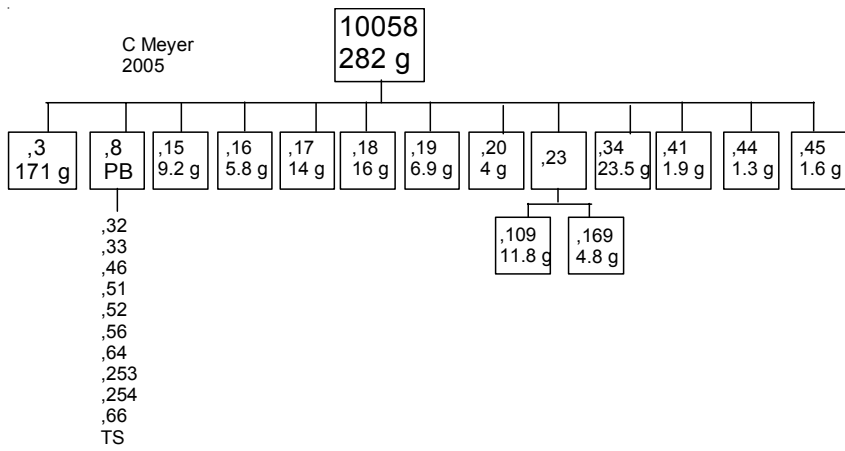 C Meyer
2005
10058
282 g
,3
171 g
,8
PB
,15
9.2 g
,16
5.8 g
,17
14 g
,18
16 g
,19
6.9 g
,20
4 g
,23
,34
23.5 g
,41
1.9 g
,44
1.3 g
,45
1.6 g
,109
11.8 g
,169
4.8 g
,32
,33
,46
,51
,52
,56
,64
,253
,254
,66
TS